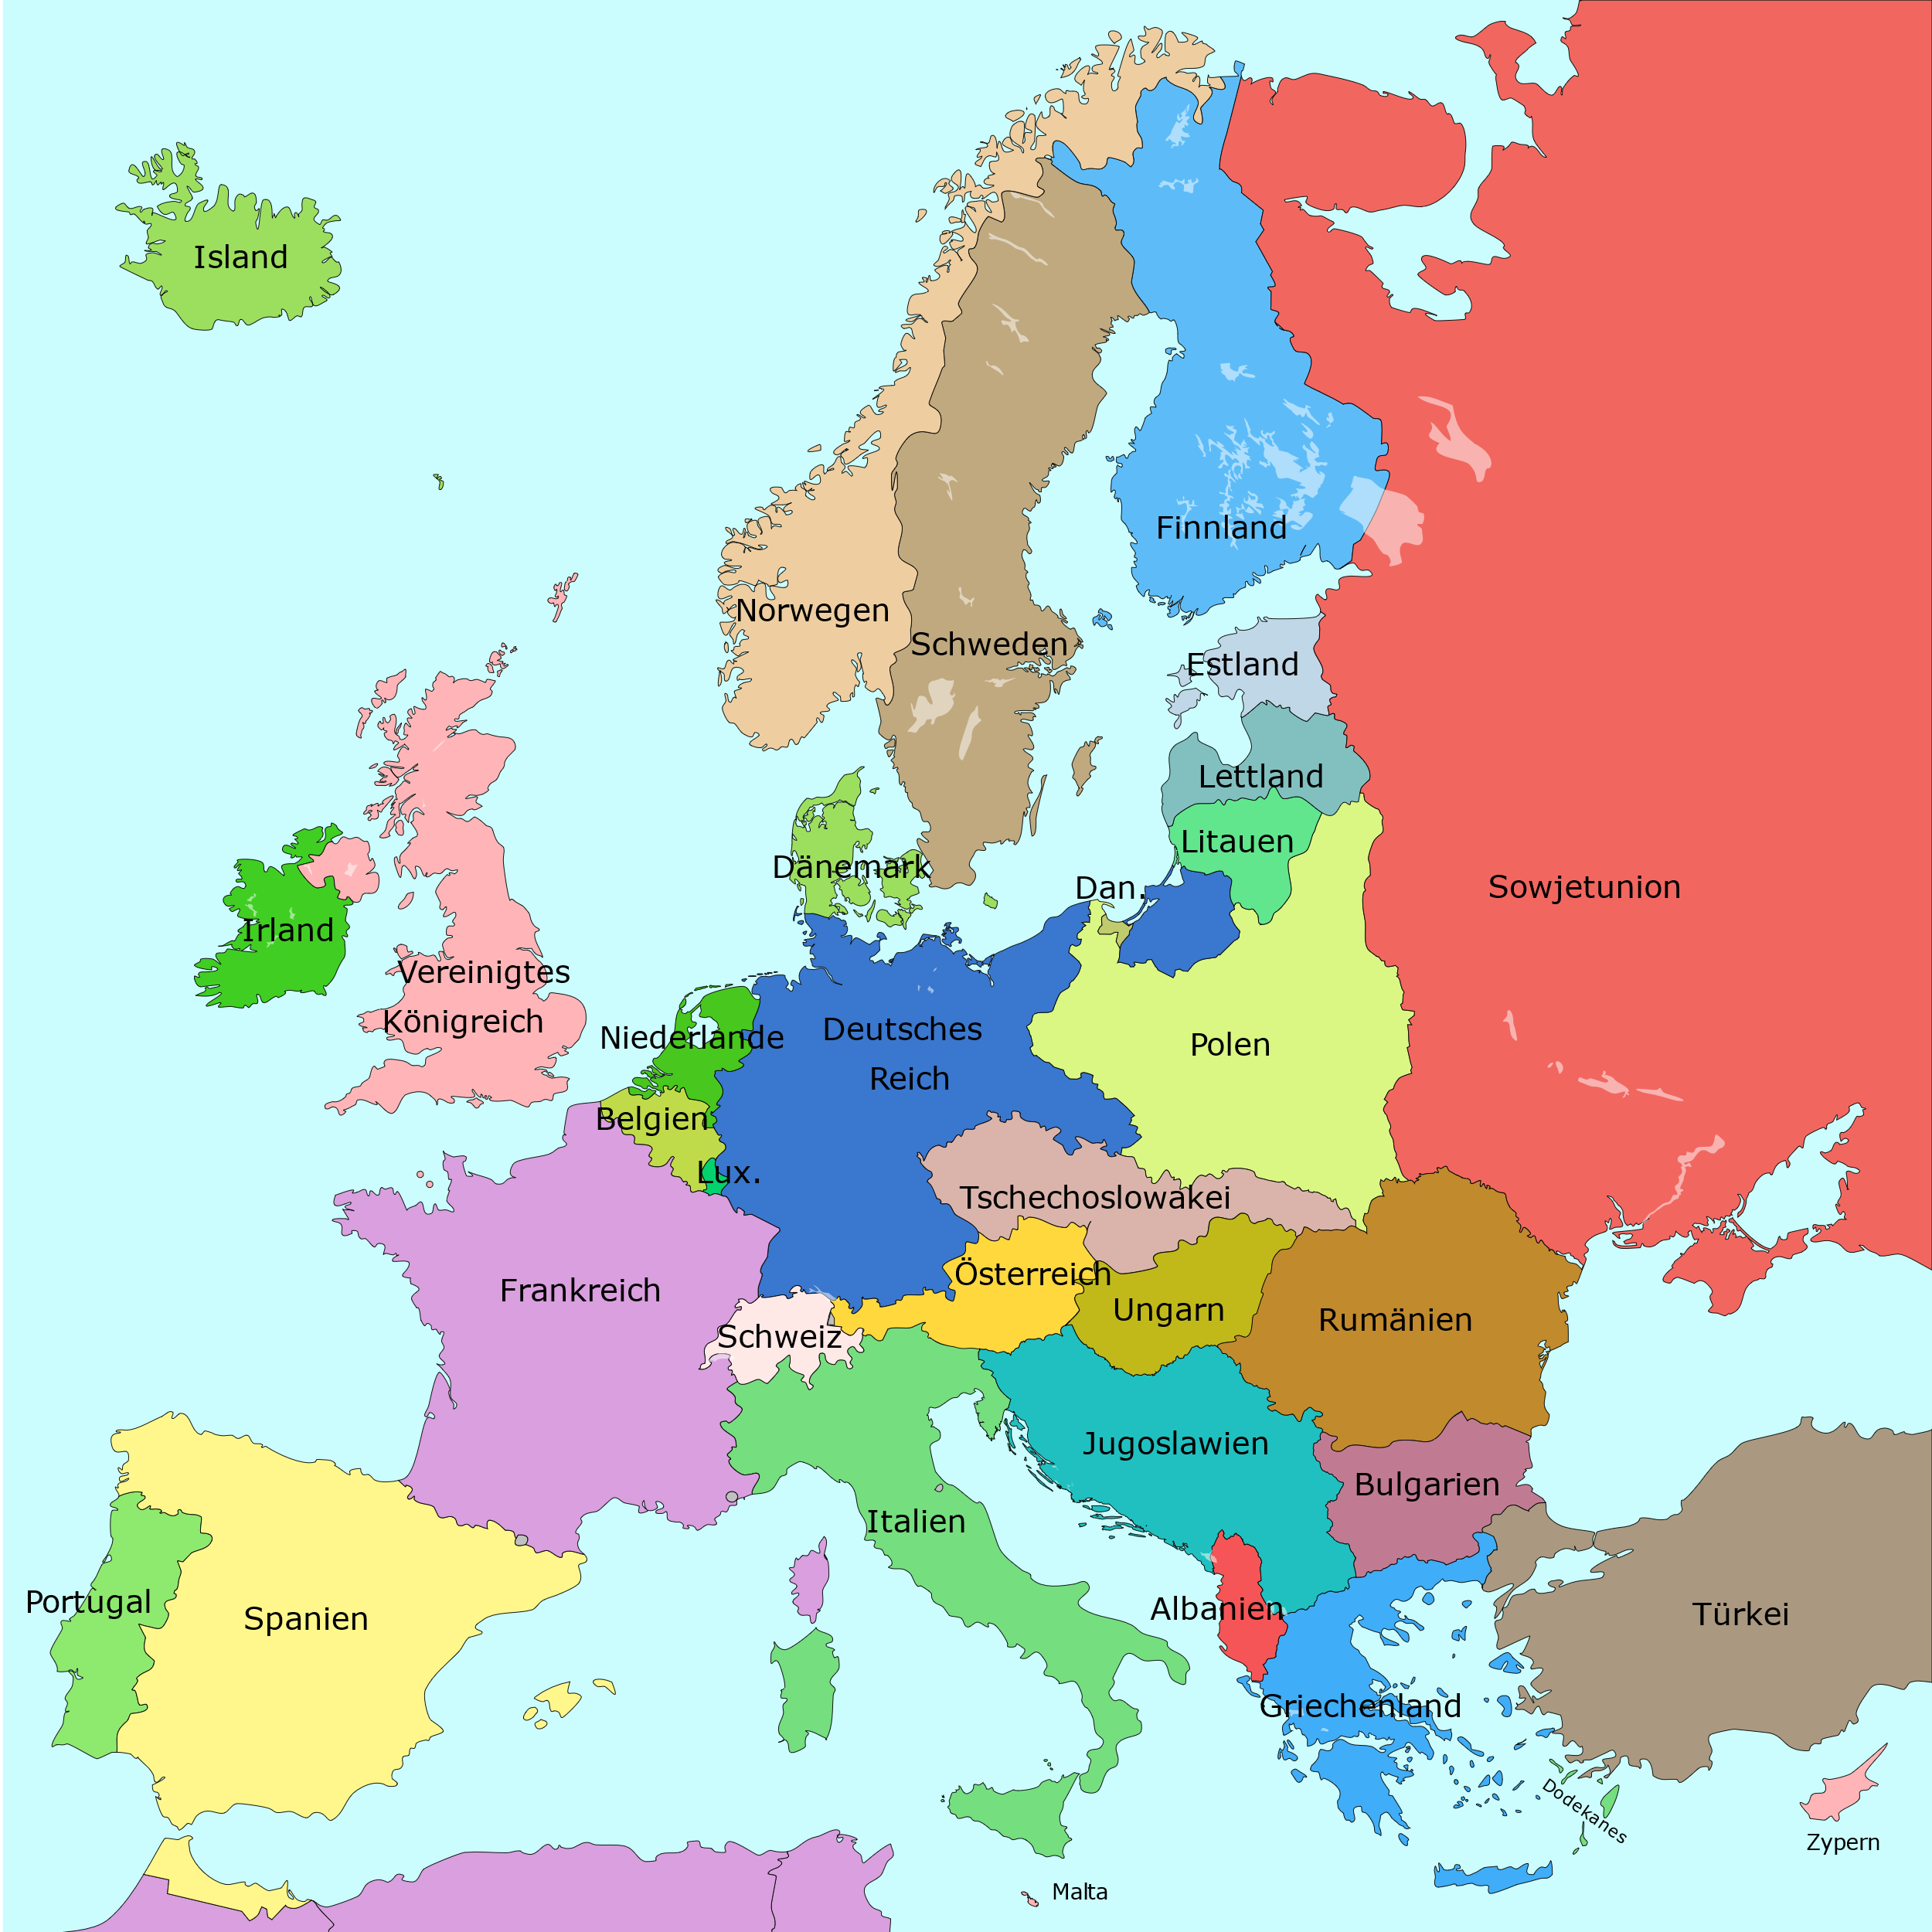 Island
Finnland
Norwegen
Schweden
Estland
Lettland
Litauen
Dänemark
Dan.
Sowjetunion
Irland
Vereinigtes
Königreich
Niederlande
Deutsches
Reich
Polen
Belgien
Lux.
Tschechoslowakei
Frankreich
Österreich
Schweiz
Ungarn
Rumänien
Jugoslawien
Bulgarien
Italien
Portugal
Spanien
Albanien
Türkei
Griechenland
Dodekanes
Zypern
Malta